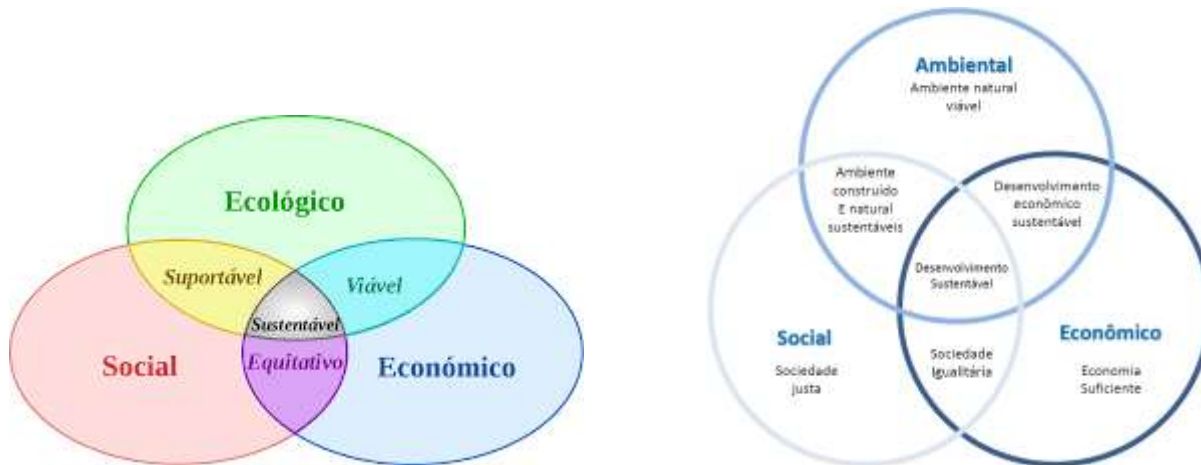 Ecológico
Suportável
Viável
Sustentável
Social
Equitativo
Económico
Ambiental
Ambiente natural
viável
Ambiente
construído
E natural
sustentáveis
Desenvolvimento
econômico
sustentável
Desenvolvimento
Sustentável
Social
Sociedade
justa
Sociedade
Igualitária
Econômico
Economia
Suficiente